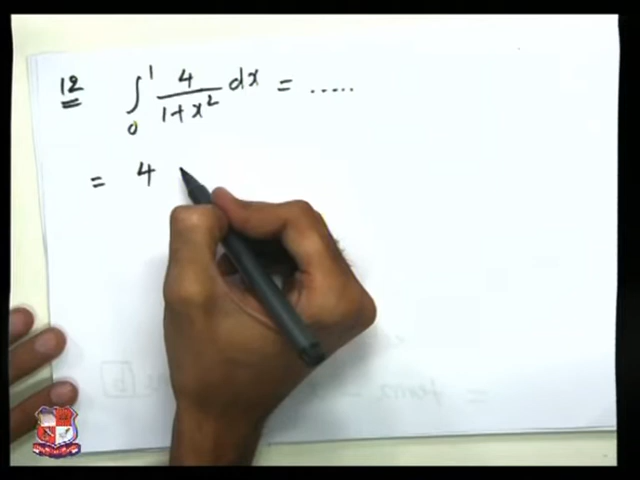 12 ∫₀¹ 4/(1+x²) dx = .....
= 4